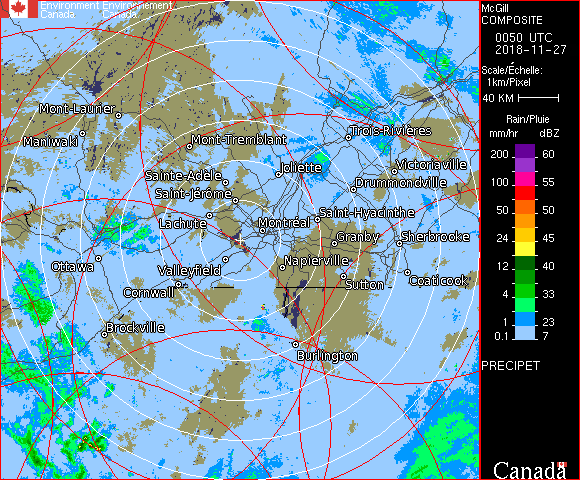 Environment Environnement
Canada Canada
McGill
COMPOSITE
0050 UTC
2018-11-27
Scale/Échelle:
1km/Pixel
40 KM
Rain/Pluie
mm/hr dBZ
200 60
100 55
50 50
24 45
12 40
4 33
1 23
0.1 7
PRECIPET
Canada
Mont-Laurier
Maniwaki
Mont-Tremblant
Trois-Rivières
Joliette
Victoriaville
Sainte-Adèle
Drummondville
Saint-Jérôme
Saint-Hyacinthe
Lachute
Montréal
Granby
Sherbrooke
Ottawa
Valleyfield
Napierville
Sutton
Coaticook
Cornwall
Brockville
Burlington